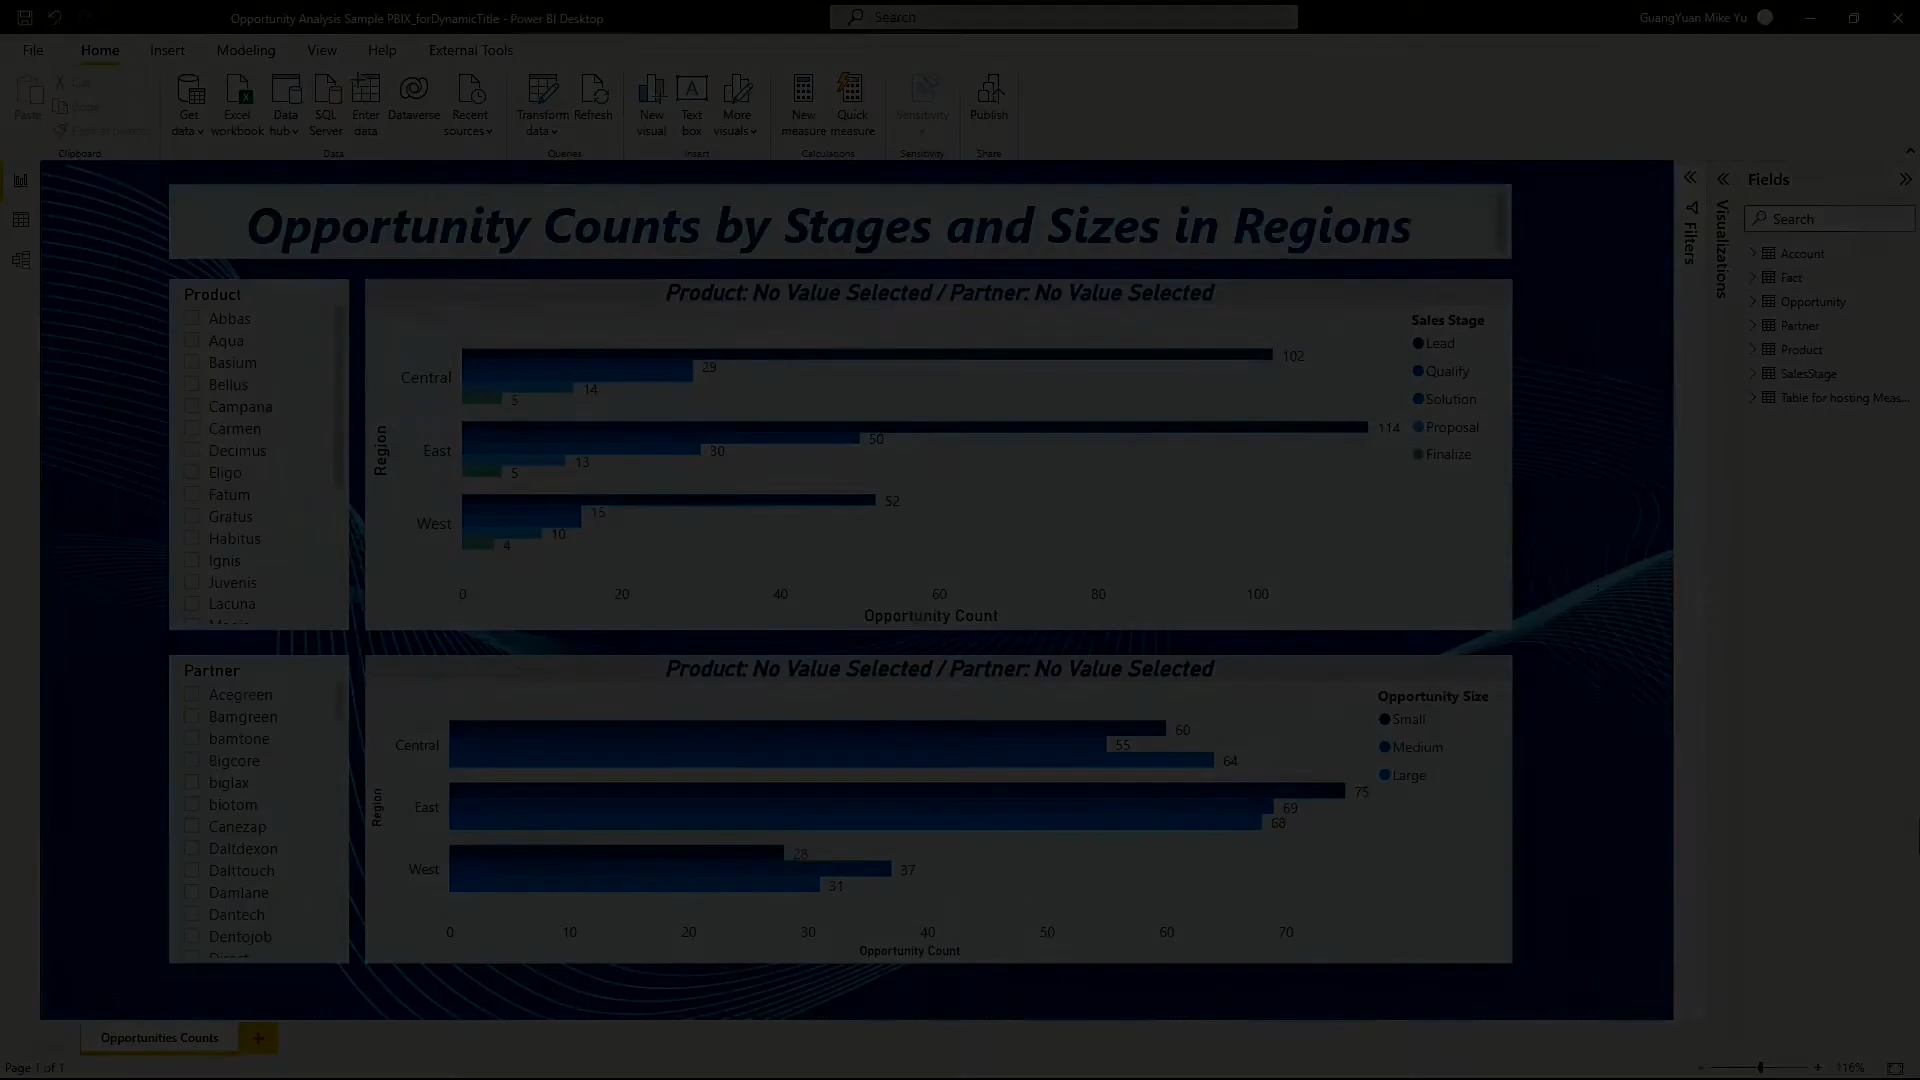 Opportunity Analysis Sample PBIX_forDynamicTitle - Power BI Desktop
Search
GuangYuan Mike Yu
File Home Insert Modeling View Help External Tools
Paste
Cut
Copy
Format painter
Clipboard
Get data
Excel workbook
Data hub
SQL Server
Enter data
Dataverse
Recent sources
Data
Transform data
Refresh
Queries
New visual
Text box
More visuals
Insert
New measure
Quick measure
Calculations
Sensitivity
Sensitivity
Publish
Share
Opportunity Counts by Stages and Sizes in Regions
Product
Abbas
Aqua
Basium
Bellus
Campana
Carmen
Decimus
Eligo
Fatum
Gratus
Habitus
Ignis
Juvenis
Lacuna
Product: No Value Selected / Partner: No Value Selected
Region
Central
102
29
14
5
East
114
50
30
13
5
West
52
15
10
4
0 20 40 60 80 100
Opportunity Count
Sales Stage
Lead
Qualify
Solution
Proposal
Finalize
Partner
Acegreen
Bamgreen
bamtone
Bigcore
biglax
biotom
Canezap
Daltdexon
Dalttouch
Damlane
Dantech
Dentojob
Product: No Value Selected / Partner: No Value Selected
Region
Central
60
55
64
East
75
69
68
West
28
37
31
0 10 20 30 40 50 60 70
Opportunity Count
Opportunity Size
Small
Medium
Large
Filters
Visualizations
Fields
Search
Account
Fact
Opportunity
Partner
Product
SalesStage
Table for hosting Meas...
Opportunities Counts
Page 1 of 1
116%